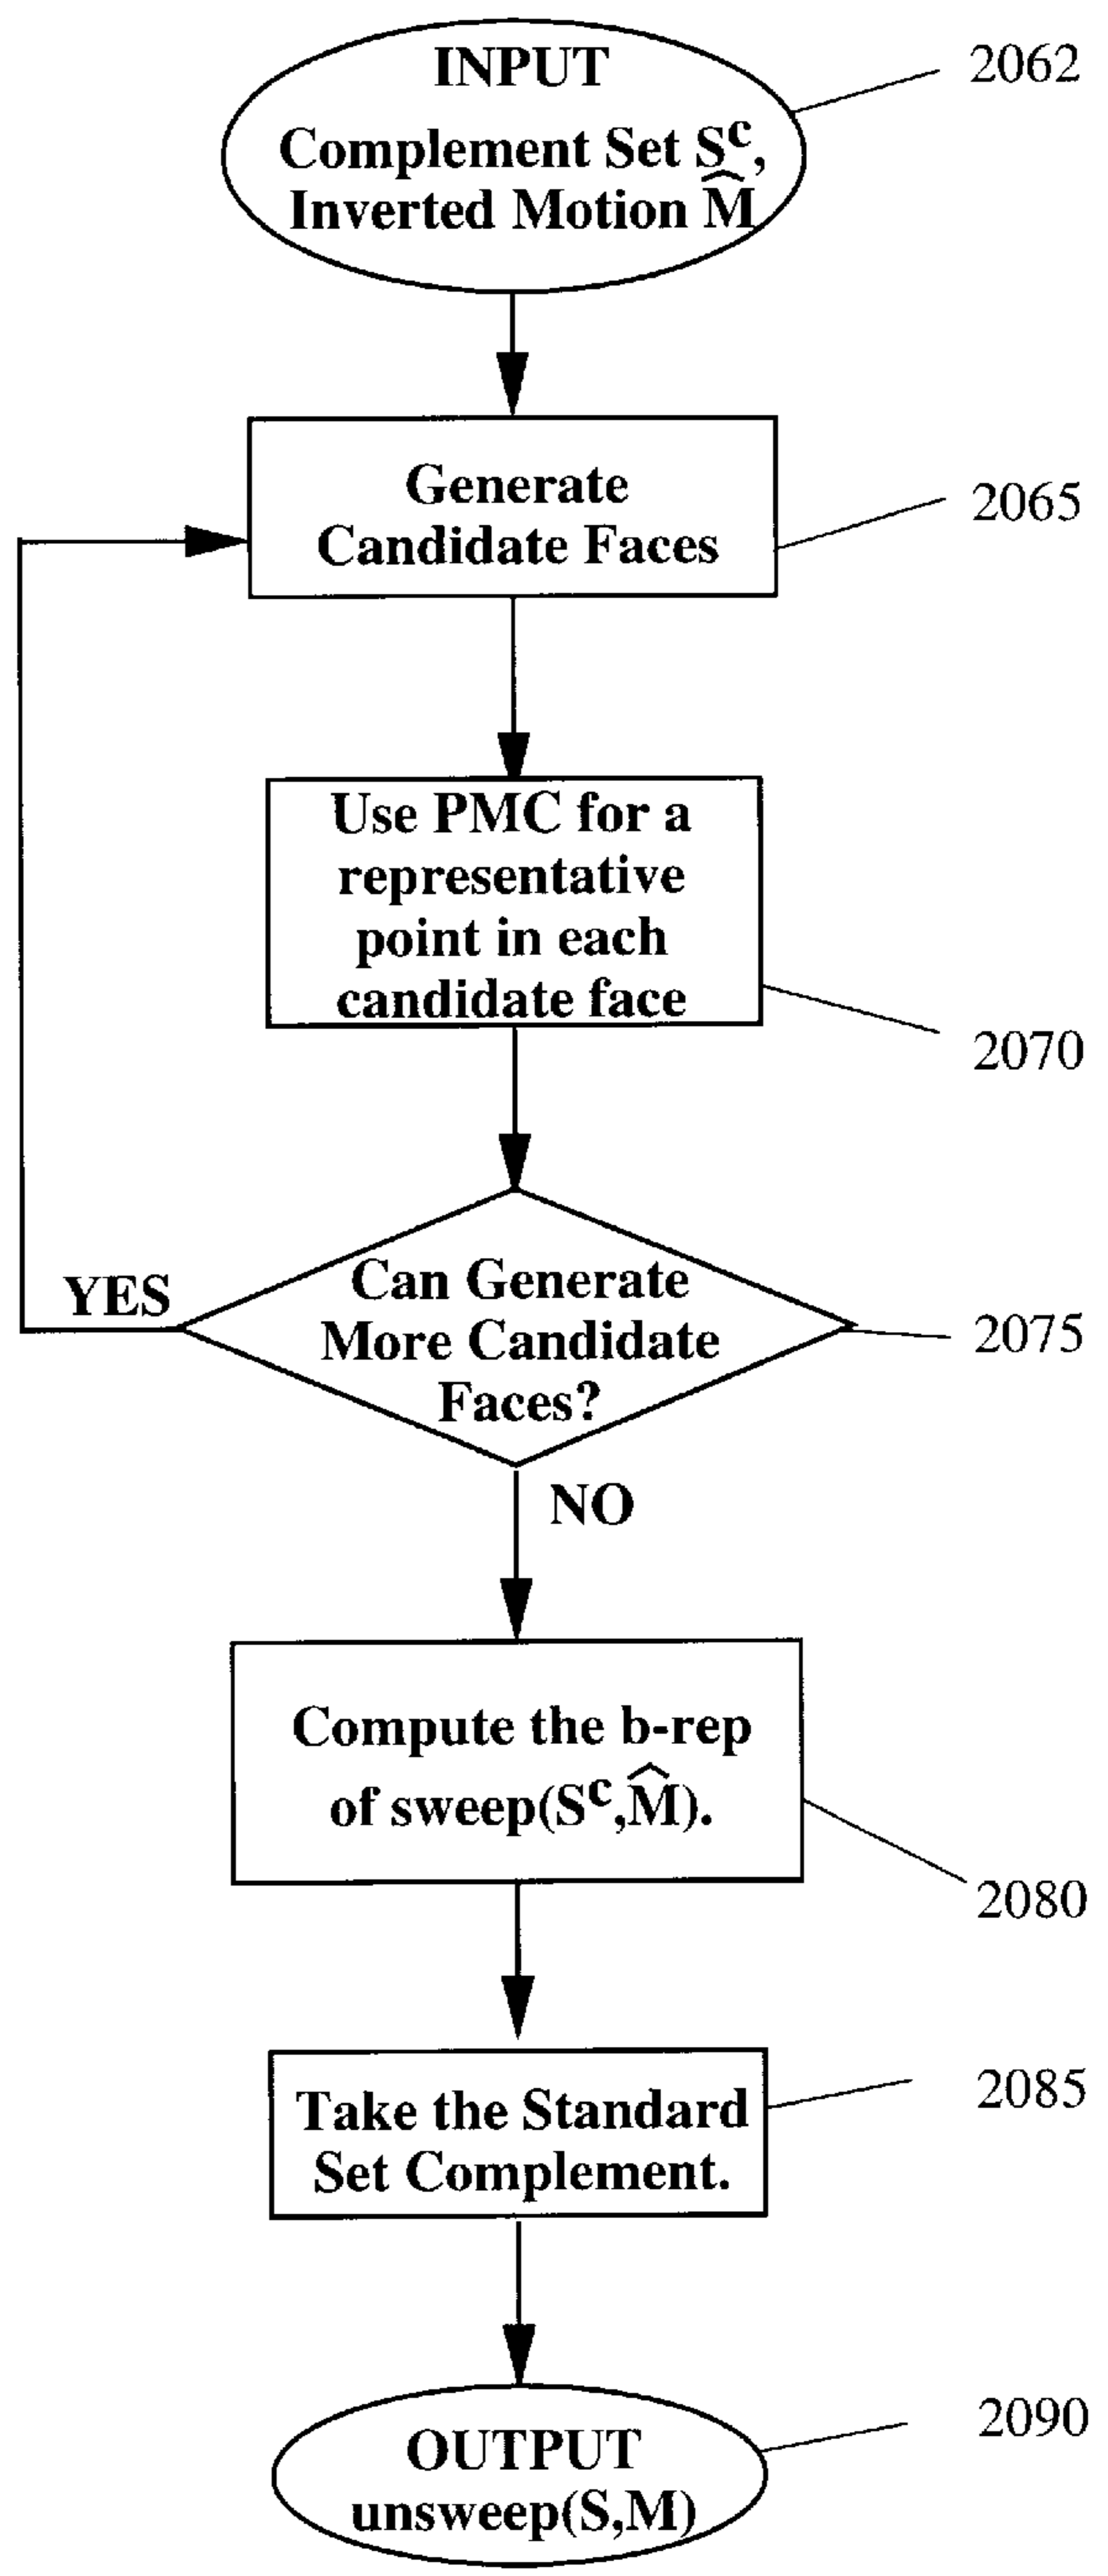 INPUT
2062
Complement Set Sᶜ,
Inverted Motion M̂
Generate
Candidate Faces
2065
Use PMC for a
representative
point in each
candidate face
2070
YES
Can Generate
More Candidate
Faces?
2075
NO
Compute the b-rep
of sweep(Sᶜ,M̂).
2080
Take the Standard
Set Complement.
2085
OUTPUT
unsweep(S,M)
2090